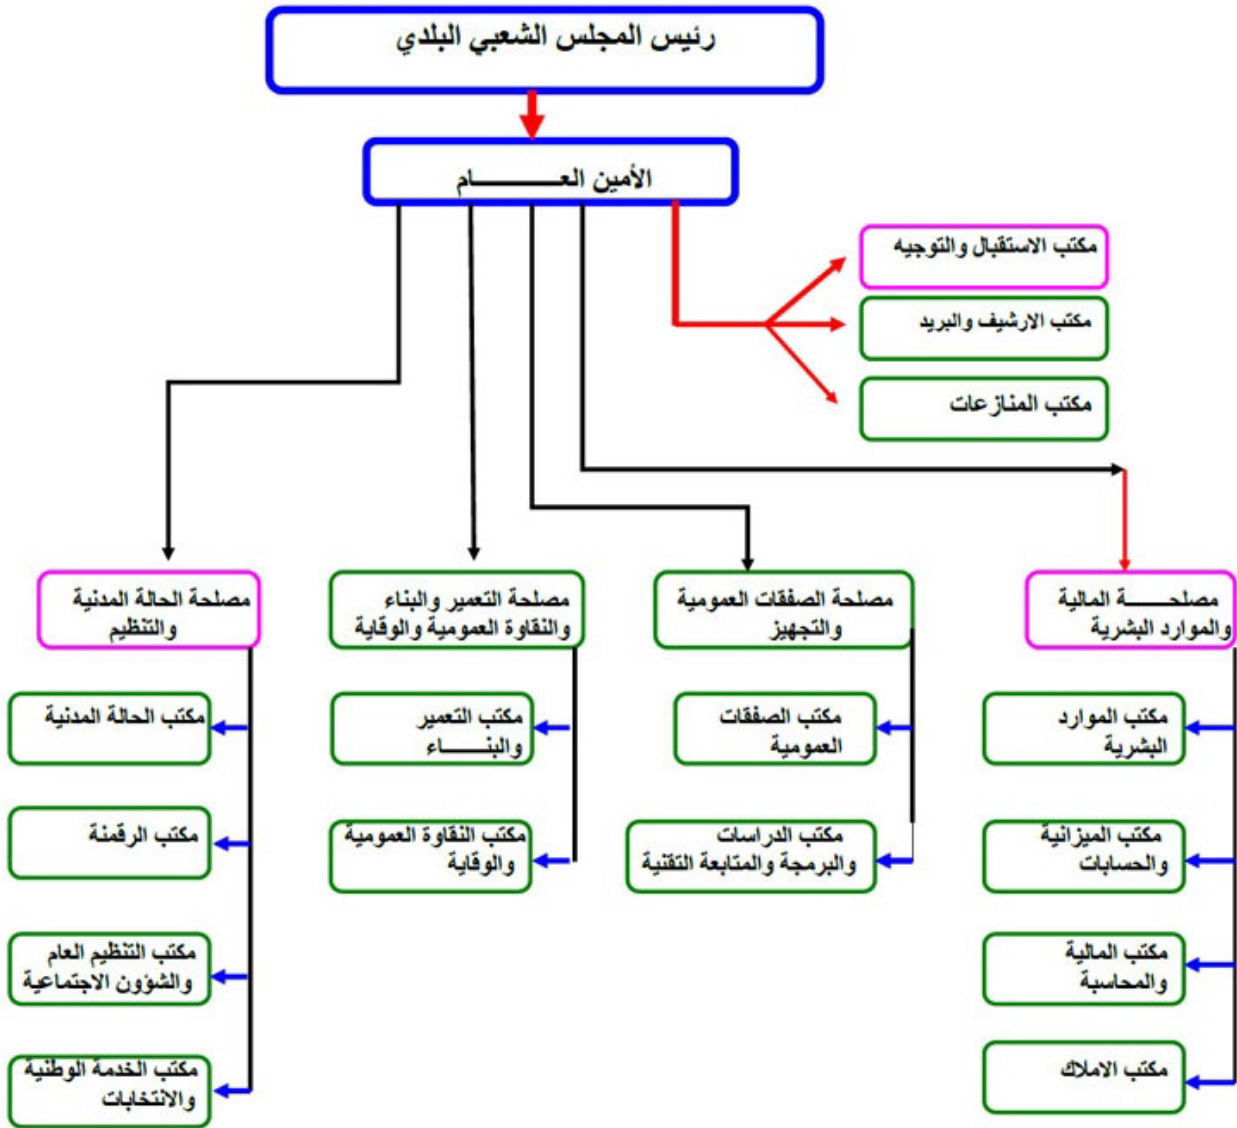 رئيس المجلس الشعبي البلدي
الأمين العـــــــــام
مكتب الاستقبال والتوجيه
مكتب الارشيف والبريد
مكتب المنازعات
مصلحـــــة المالية
والموارد البشرية
مصلحة الصفقات العمومية
والتجهيز
مصلحة التعمير والبناء
والنقاوة العمومية والوقاية
مصلحة الحالة المدنية
والتنظيم
مكتب الموارد
البشرية
مكتب الميزانية
والحسابات
مكتب المالية
والمحاسبة
مكتب الاملاك
مكتب الصفقات
العمومية
مكتب الدراسات
والبرمجة والمتابعة التقنية
مكتب التعمير
والبنـــــاء
مكتب النقاوة العمومية
والوقاية
مكتب الحالة المدنية
مكتب الرقمنة
مكتب التنظيم العام
والشؤون الاجتماعية
مكتب الخدمة الوطنية
والانتخابات